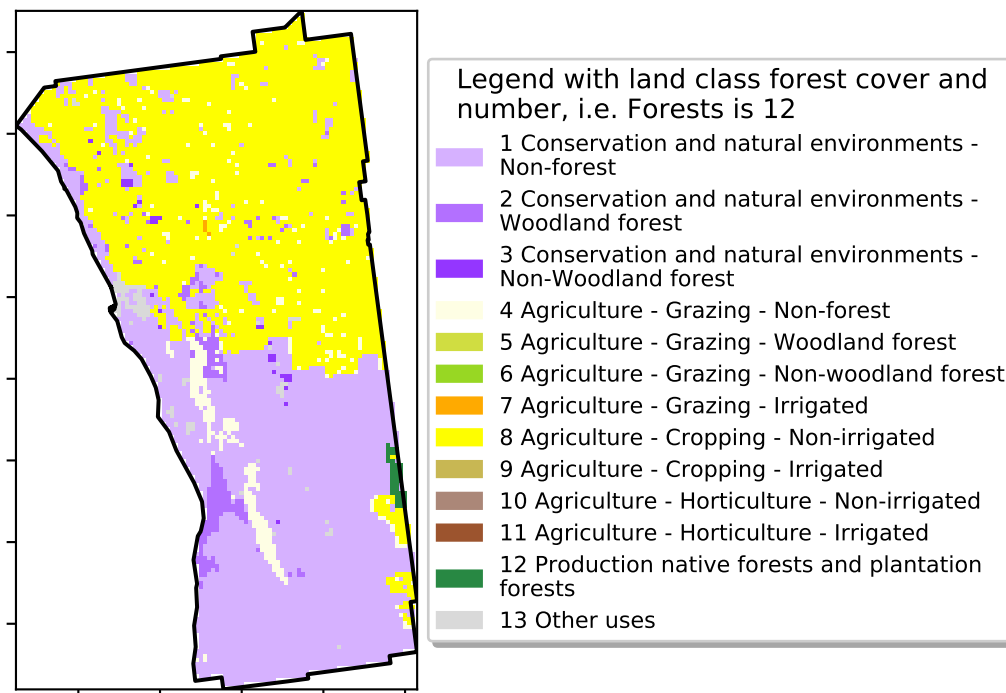 Legend with land class forest cover and
number, i.e. Forests is 12
1 Conservation and natural environments -
Non-forest
2 Conservation and natural environments -
Woodland forest
3 Conservation and natural environments -
Non-Woodland forest
4 Agriculture - Grazing - Non-forest
5 Agriculture - Grazing - Woodland forest
6 Agriculture - Grazing - Non-woodland forest
7 Agriculture - Grazing - Irrigated
8 Agriculture - Cropping - Non-irrigated
9 Agriculture - Cropping - Irrigated
10 Agriculture - Horticulture - Non-irrigated
11 Agriculture - Horticulture - Irrigated
12 Production native forests and plantation
forests
13 Other uses